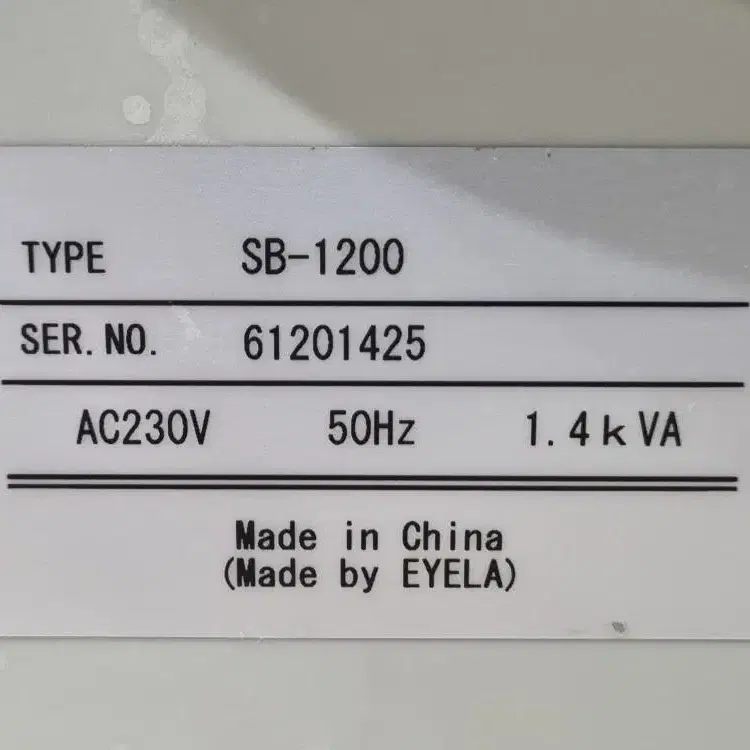 TYPE SB-1200
SER. NO. 61201425
AC230V 50Hz 1.4kVA
Made in China
(Made by EYELA)